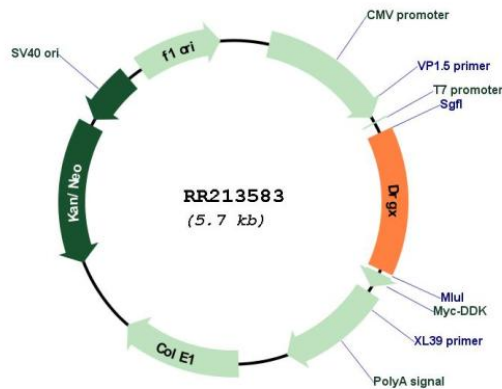 CMV promoter
VP1.5 primer
T7 promoter
SgfI
Drgx
MluI
Myc-DDK
XL39 primer
PolyA signal
Col E1
Kan/Neo
SV40 ori
f1 ori
RR213583
(5.7 kb)